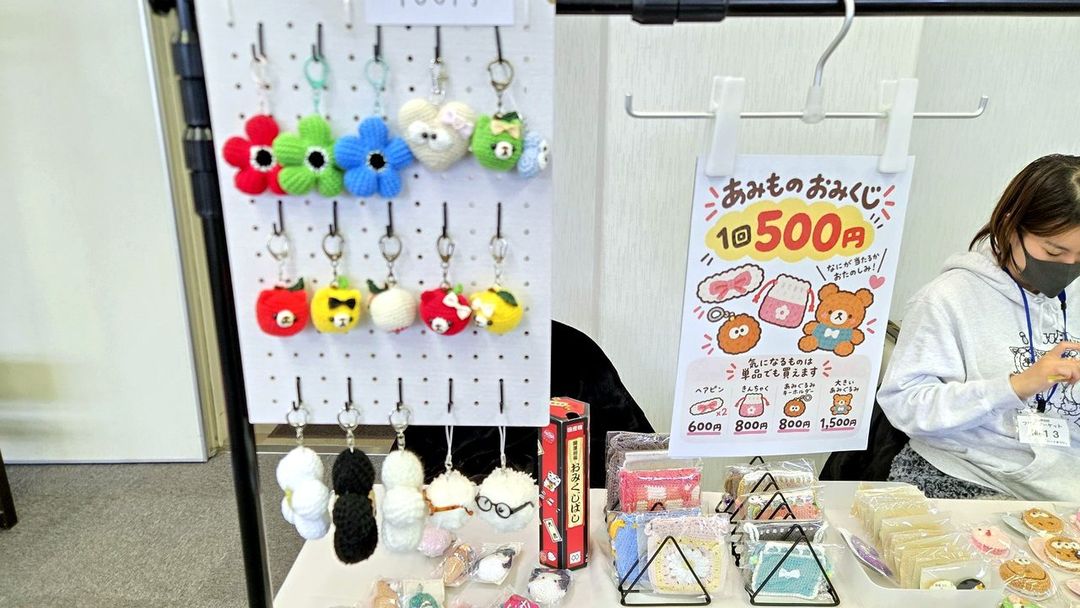 あみもの おみくじ
1回500円
なにが当たるか
おたのしみ!
気になるものは
単品でも買えます
ヘアピン
×2
600円
きんちゃく
800円
あみぐるみ
キーホルダー
800円
大きい
あみぐるみ
1,500円
おみくじばし
13